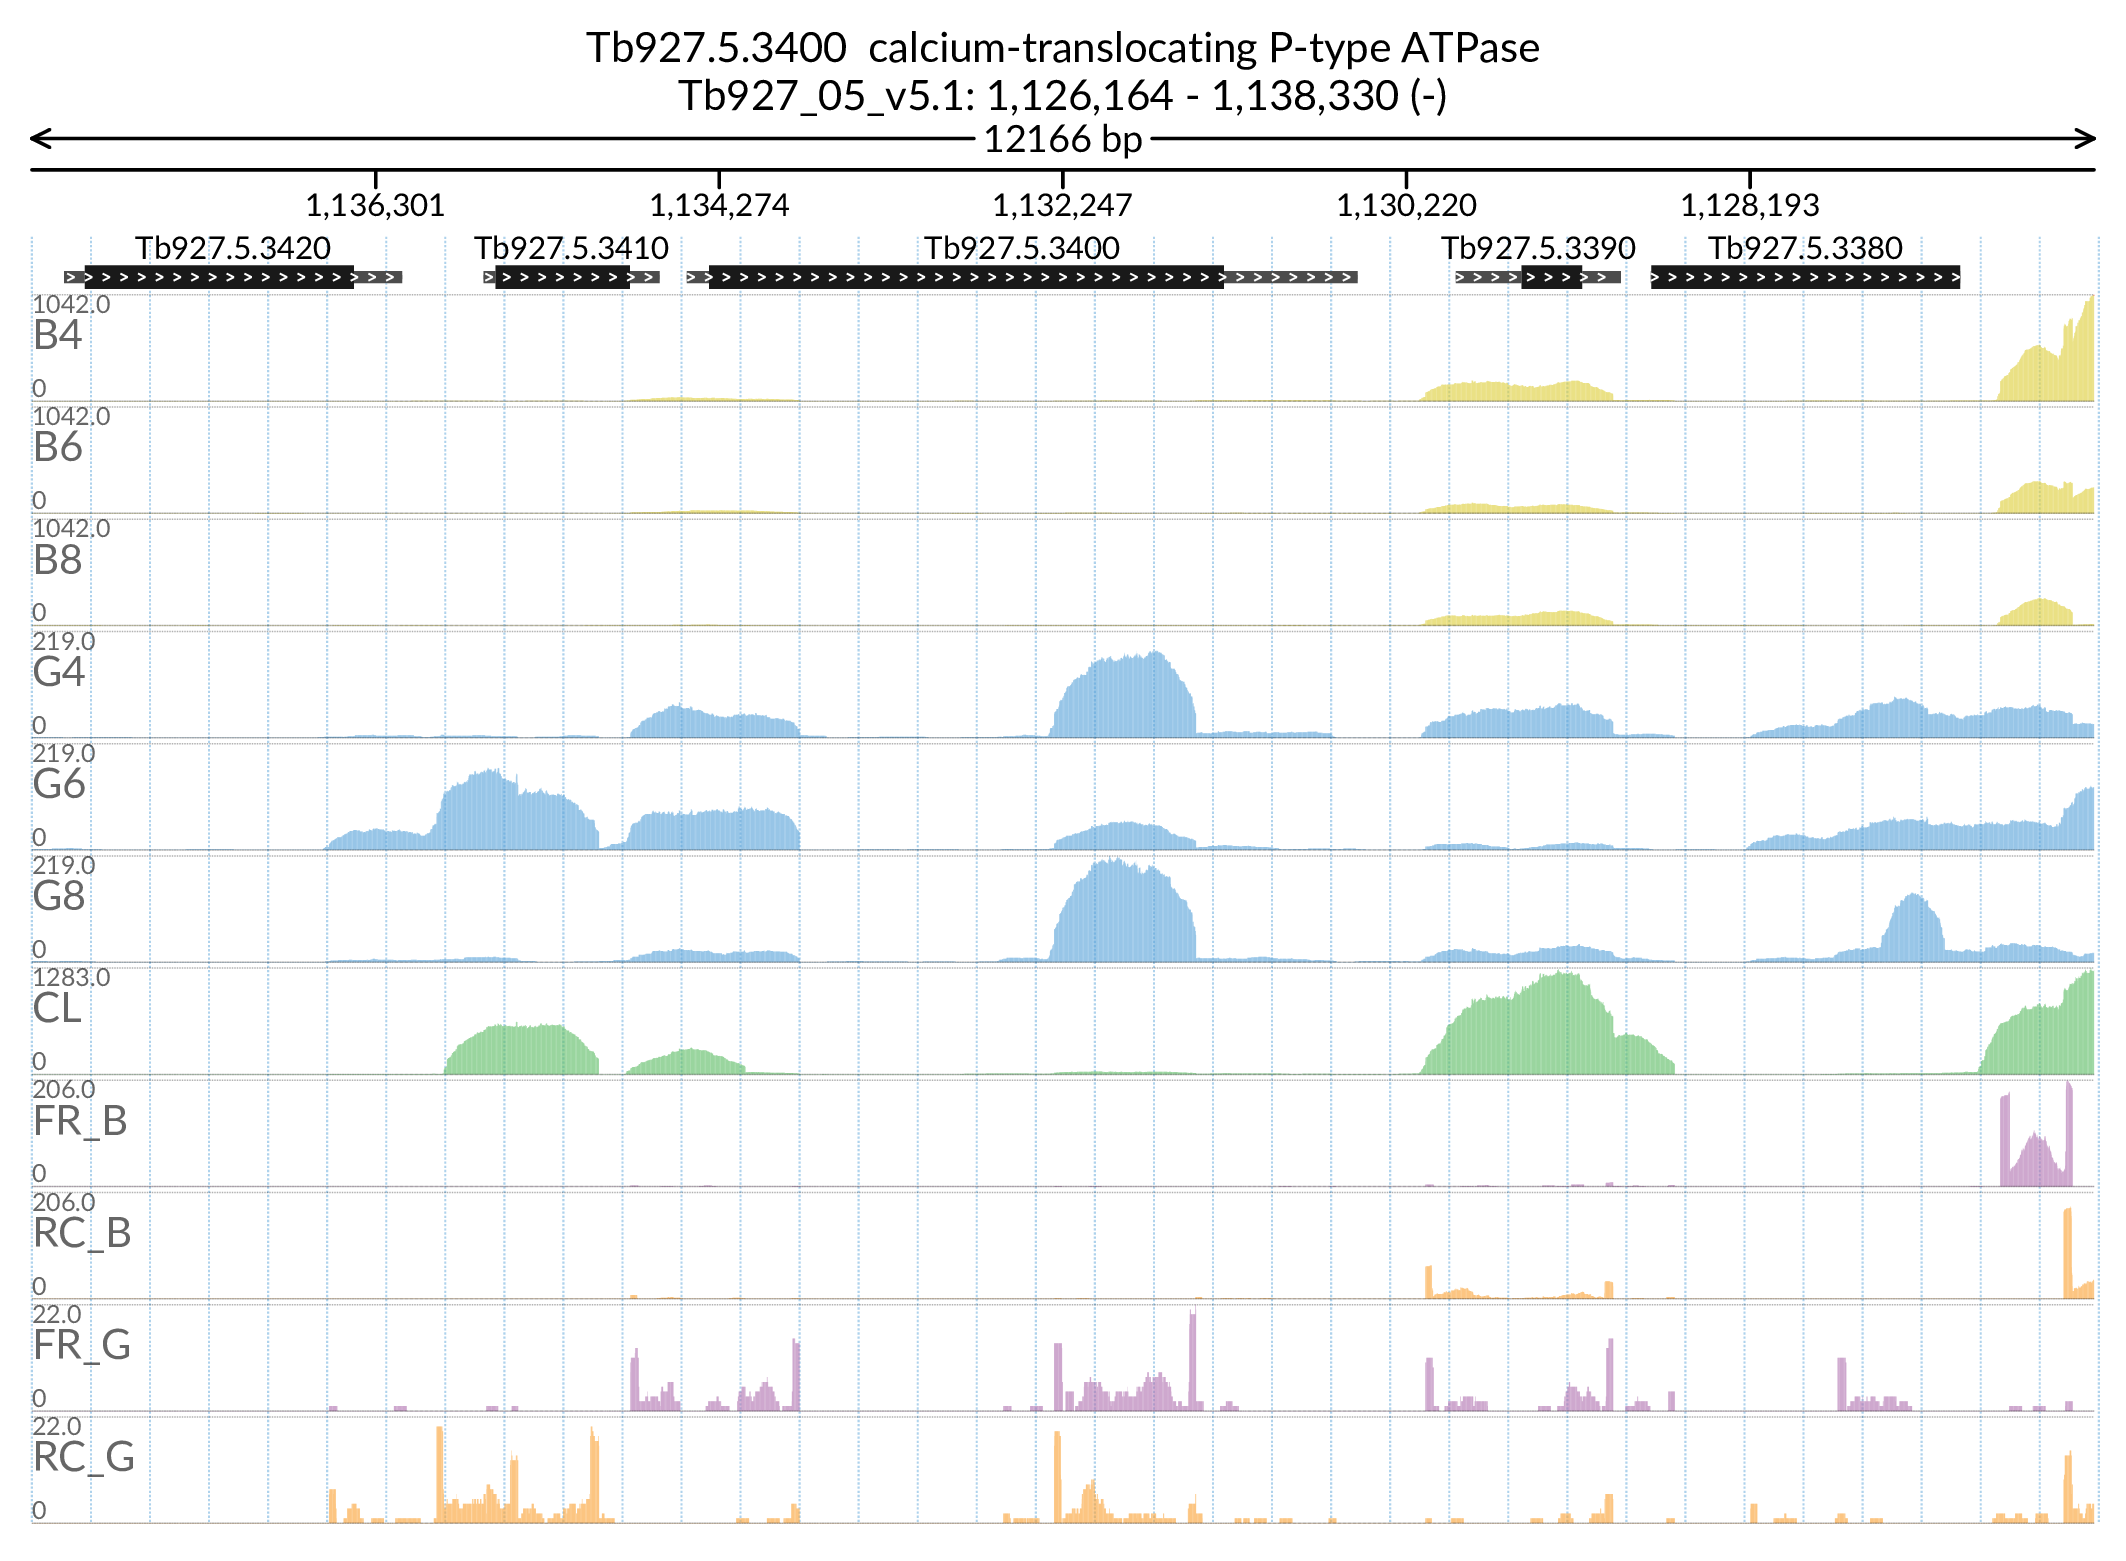 Tb927.5.3400  calcium-translocating P-type ATPase
Tb927_05_v5.1: 1,126,164 - 1,138,330 (-)
12166 bp
1,136,301 1,134,274 1,132,247 1,130,220 1,128,193
Tb927.5.3420 Tb927.5.3410 Tb927.5.3400 Tb927.5.3390 Tb927.5.3380
1042.0
B4
0
1042.0
B6
0
1042.0
B8
0
219.0
G4
0
219.0
G6
0
219.0
G8
0
1283.0
CL
0
206.0
FR_B
0
206.0
RC_B
0
22.0
FR_G
0
22.0
RC_G
0